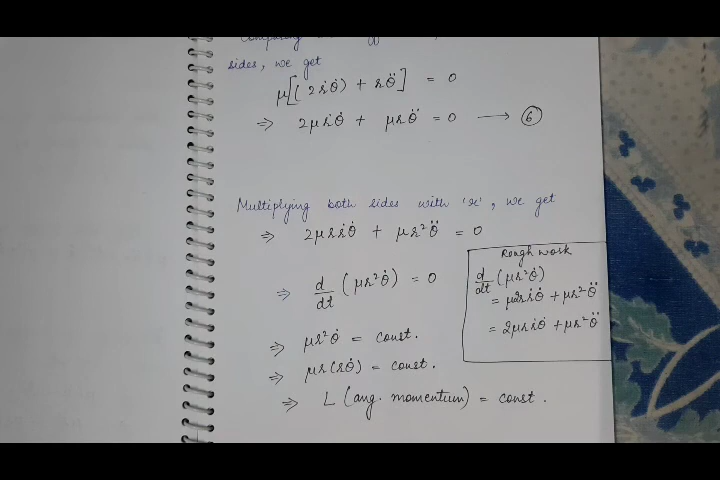 sides, we get
μ[(2ṙθ̇) + rθ̈] = 0
⇒ 2μṙθ̇ + μrθ̈ = 0 ⟶ ⑥
Multiplying both sides with 'r', we get
⇒ 2μrṙθ̇ + μr²θ̈ = 0
⇒ d/dt (μr²θ̇) = 0
⇒ μr²θ̇ = const.
⇒ μr(rθ̇) = const.
⇒ L (ang. momentum) = const.
Rough work
d/dt (μr²θ̇)
= μ2rṙθ̇ + μr²θ̈
= 2μrṙθ̇ + μr²θ̈